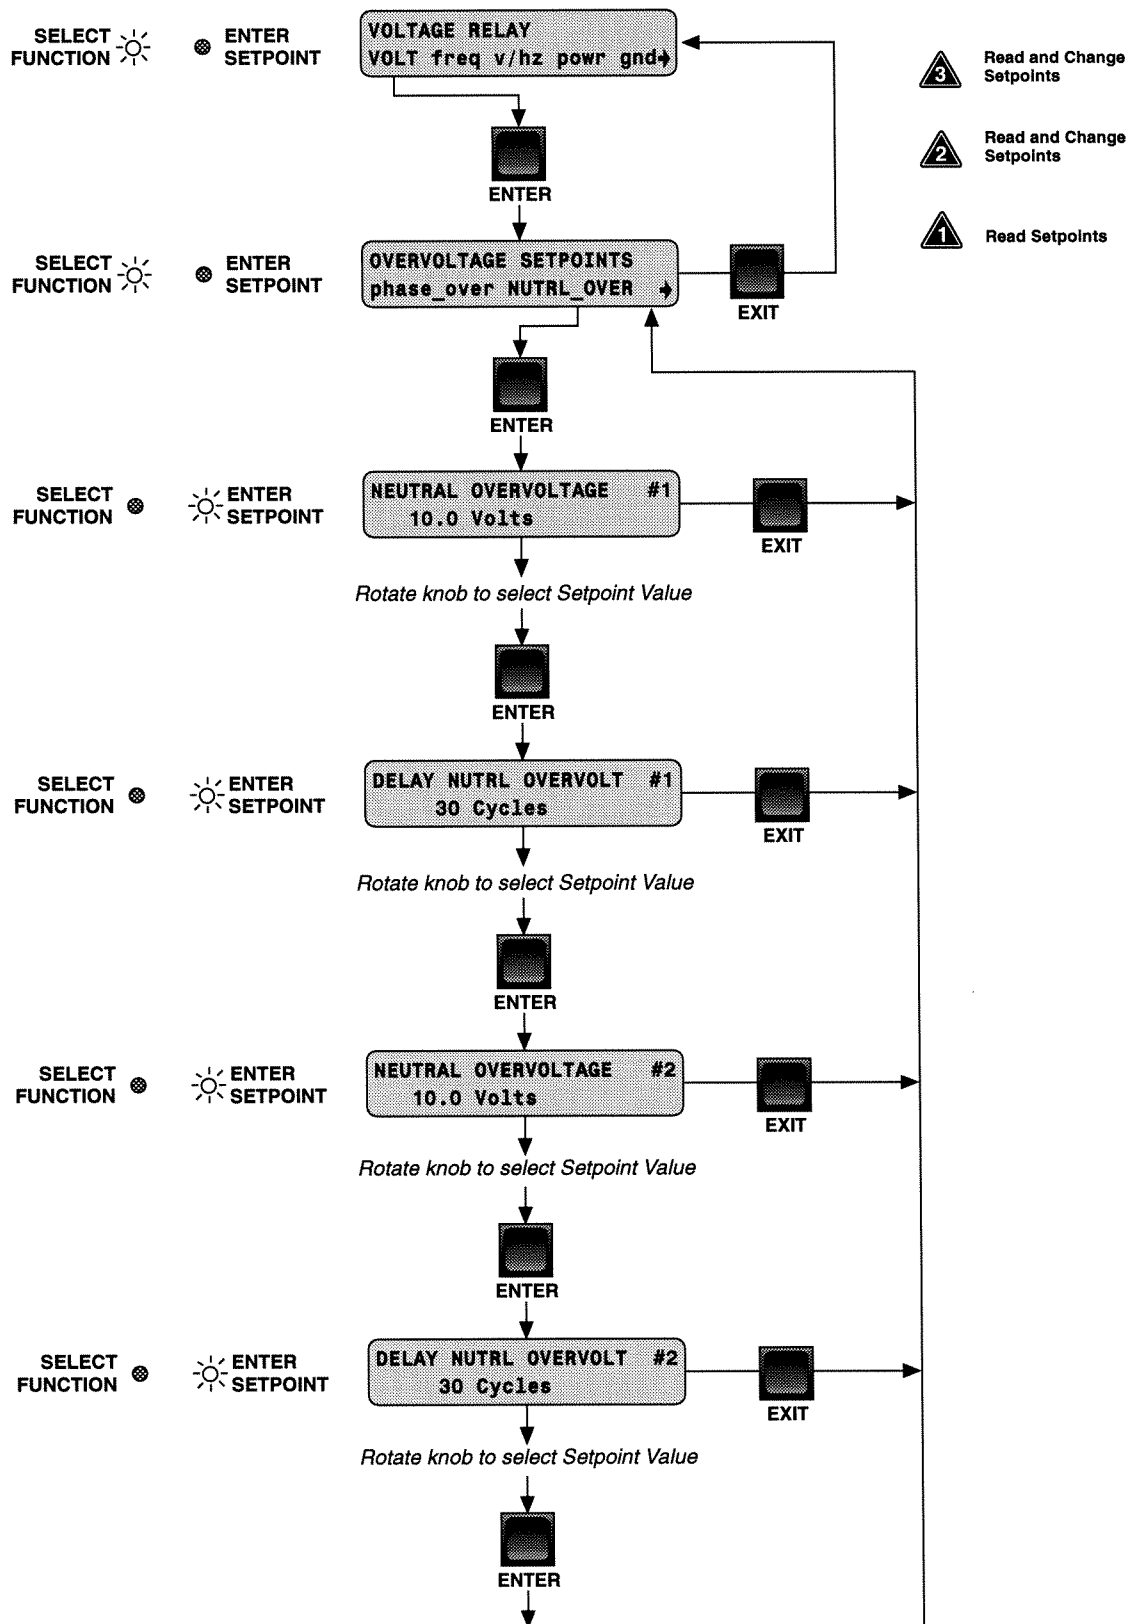 SELECT
FUNCTION
ENTER
SETPOINT
VOLTAGE RELAY
VOLT freq v/hz powr gnd→
3
Read and Change
Setpoints
2
Read and Change
Setpoints
1
Read Setpoints
ENTER
SELECT
FUNCTION
ENTER
SETPOINT
OVERVOLTAGE SETPOINTS
phase_over NUTRL_OVER →
EXIT
ENTER
SELECT
FUNCTION
ENTER
SETPOINT
NEUTRAL OVERVOLTAGE #1
10.0 Volts
EXIT
Rotate knob to select Setpoint Value
ENTER
SELECT
FUNCTION
ENTER
SETPOINT
DELAY NUTRL OVERVOLT #1
30 Cycles
EXIT
Rotate knob to select Setpoint Value
ENTER
SELECT
FUNCTION
ENTER
SETPOINT
NEUTRAL OVERVOLTAGE #2
10.0 Volts
EXIT
Rotate knob to select Setpoint Value
ENTER
SELECT
FUNCTION
ENTER
SETPOINT
DELAY NUTRL OVERVOLT #2
30 Cycles
EXIT
Rotate knob to select Setpoint Value
ENTER